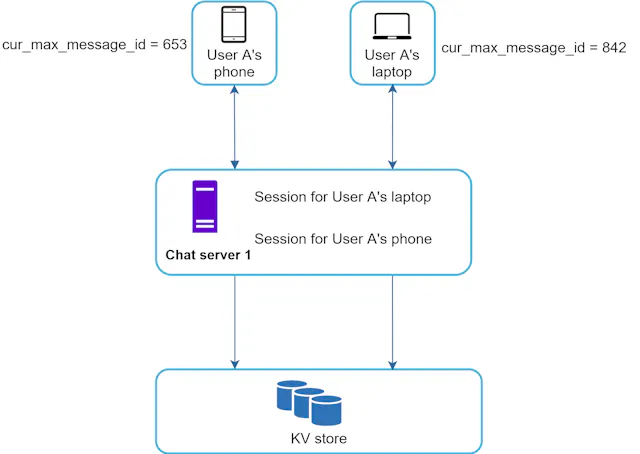 cur_max_message_id = 653
User A's
phone
User A's
laptop
cur_max_message_id = 842
Session for User A's laptop
Session for User A's phone
Chat server 1
KV store